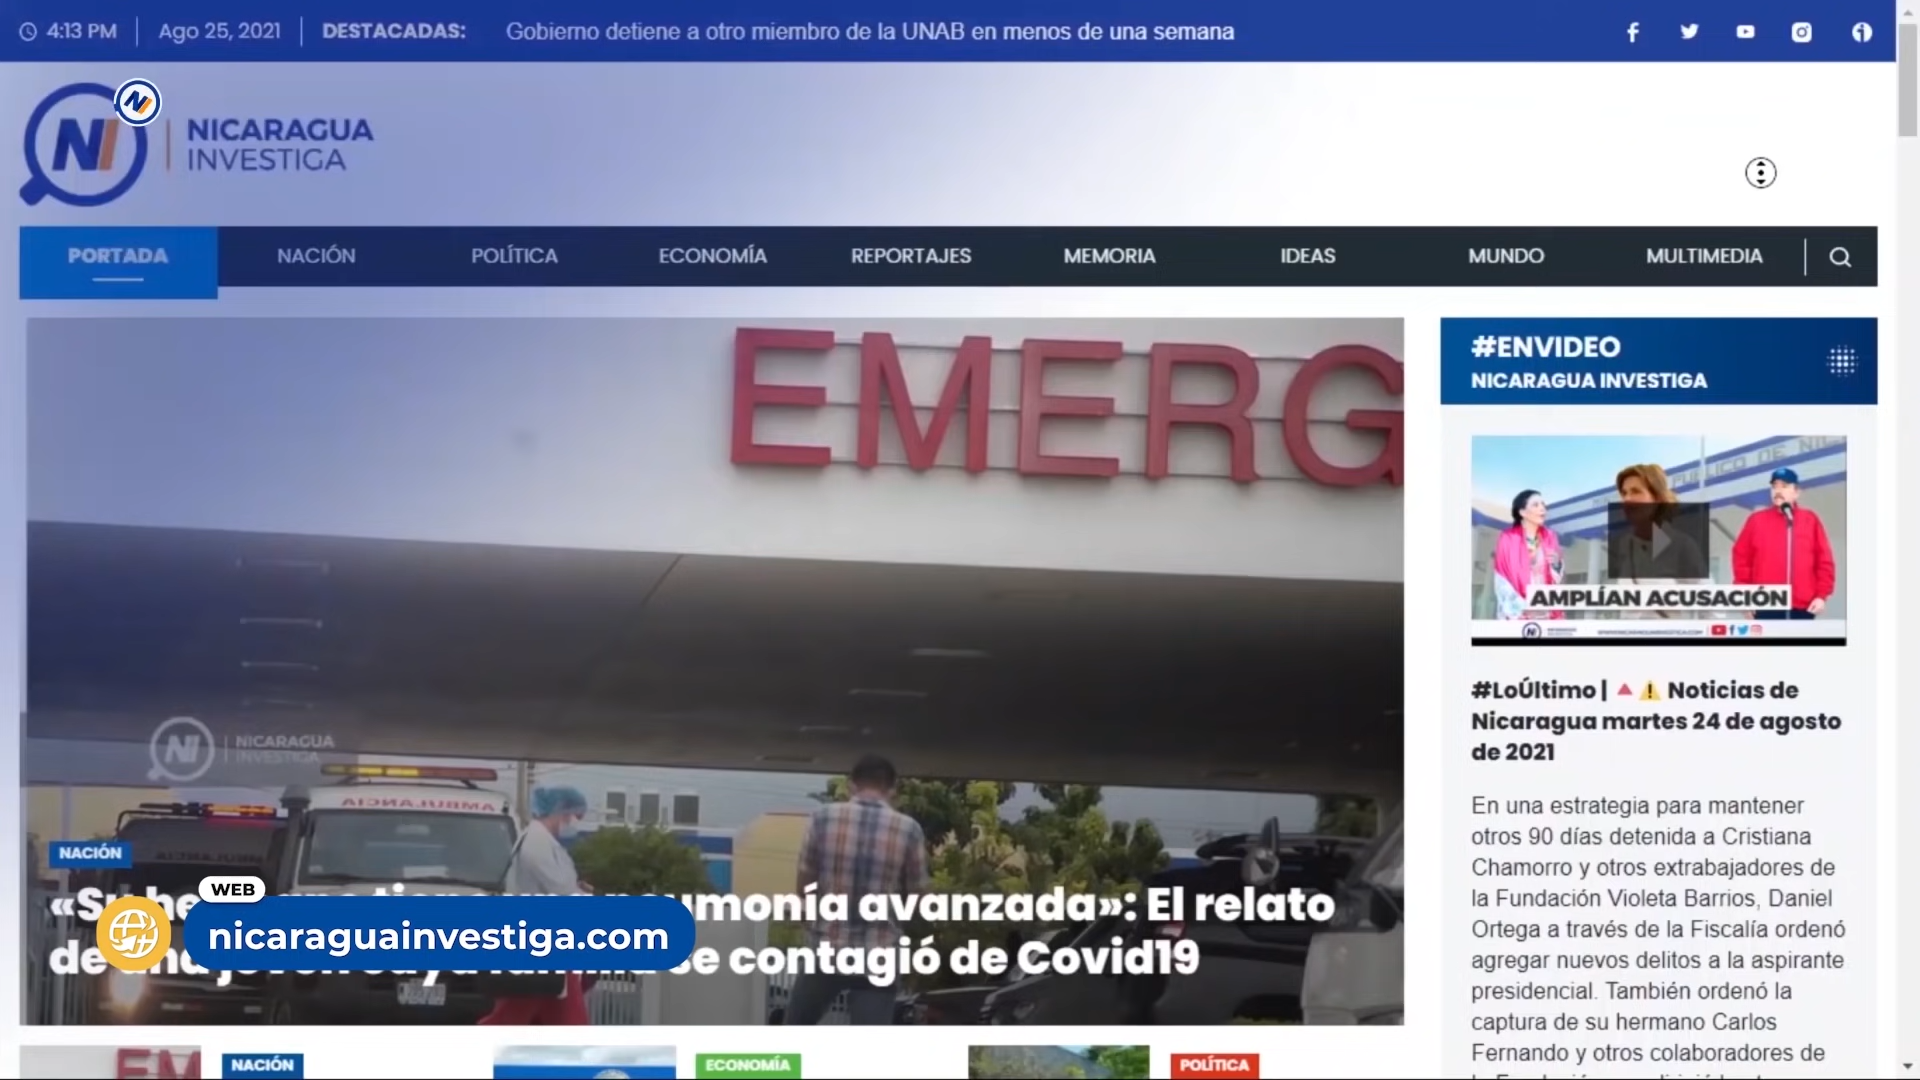 4:13 PM
Ago 25, 2021
DESTACADAS:
Gobierno detiene a otro miembro de la UNAB en menos de una semana
NICARAGUA
INVESTIGA
PORTADA
NACIÓN
POLÍTICA
ECONOMÍA
REPORTAJES
MEMORIA
IDEAS
MUNDO
MULTIMEDIA
EMERG
AMBULANCIA
NICARAGUA
INVESTIGA
NACIÓN
umonía avanzada»: El relato
se contagió de Covid19
WEB
nicaraguainvestiga.com
#ENVIDEO
NICARAGUA INVESTIGA
AMPLÍAN ACUSACIÓN
#LoÚltimo | 🔺⚠️ Noticias de
Nicaragua martes 24 de agosto
de 2021
En una estrategia para mantener
otros 90 días detenida a Cristiana
Chamorro y otros extrabajadores de
la Fundación Violeta Barrios, Daniel
Ortega a través de la Fiscalía ordenó
agregar nuevos delitos a la aspirante
presidencial. También ordenó la
captura de su hermano Carlos
Fernando y otros colaboradores de
EM
NACIÓN
ECONOMÍA
POLÍTICA